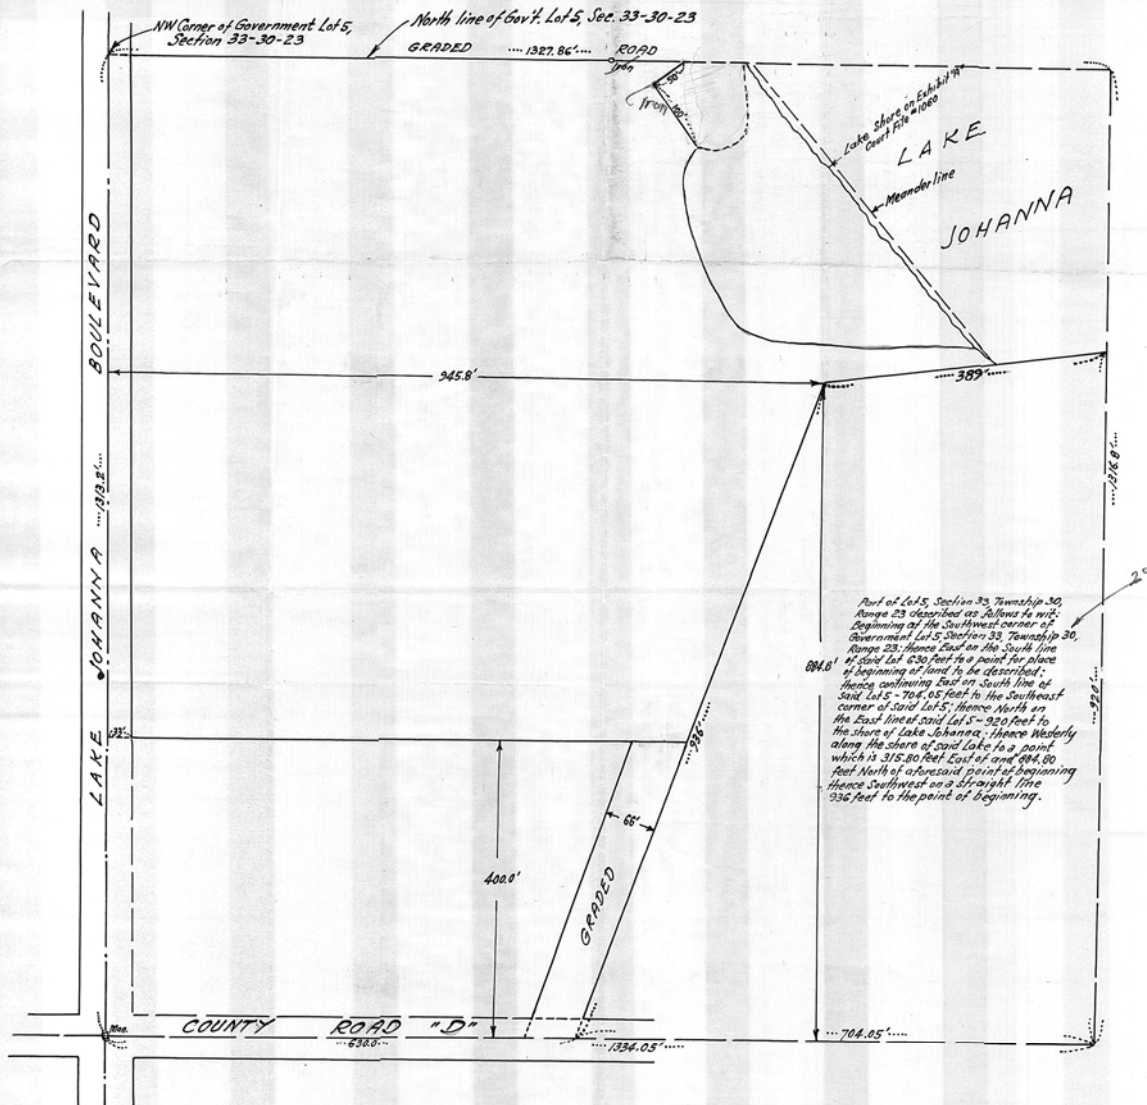 NW Corner of Government Lot 5,
Section 33-30-23
North line of Gov't. Lot 5, Sec. 33-30-23
GRADED 1327.86' ROAD
Iron
50'
Iron
100'
Lake Shore on Exhibit "A"
Court File #1060
LAKE
Meander line
JOHANNA
BOULEVARD
945.8'
389'
1313.2'
1316.8'
JOHANNA
2°
Part of Lot 5, Section 33, Township 30,
Range 23 described as follows to wit:
Beginning at the Southwest corner of
Government Lot 5, Section 33, Township 30,
Range 23; thence East on the South line
of said Lot 630 feet to a point for place
of beginning of land to be described;
thence continuing East on South line of
said Lot 5 - 704.05 feet to the Southeast
corner of said Lot 5; thence North on
the East line of said Lot 5 - 920 feet to
the shore of Lake Johanna; thence Westerly
along the shore of said Lake to a point
which is 315.80 feet East of and 884.80
feet North of aforesaid point of beginning
thence Southwest on a straight line
936 feet to the point of beginning.
884.8'
920'
33'
936'
LAKE
66'
400.0'
GRADED
Mon.
COUNTY ROAD "D"
630.0
1334.05'
704.05'